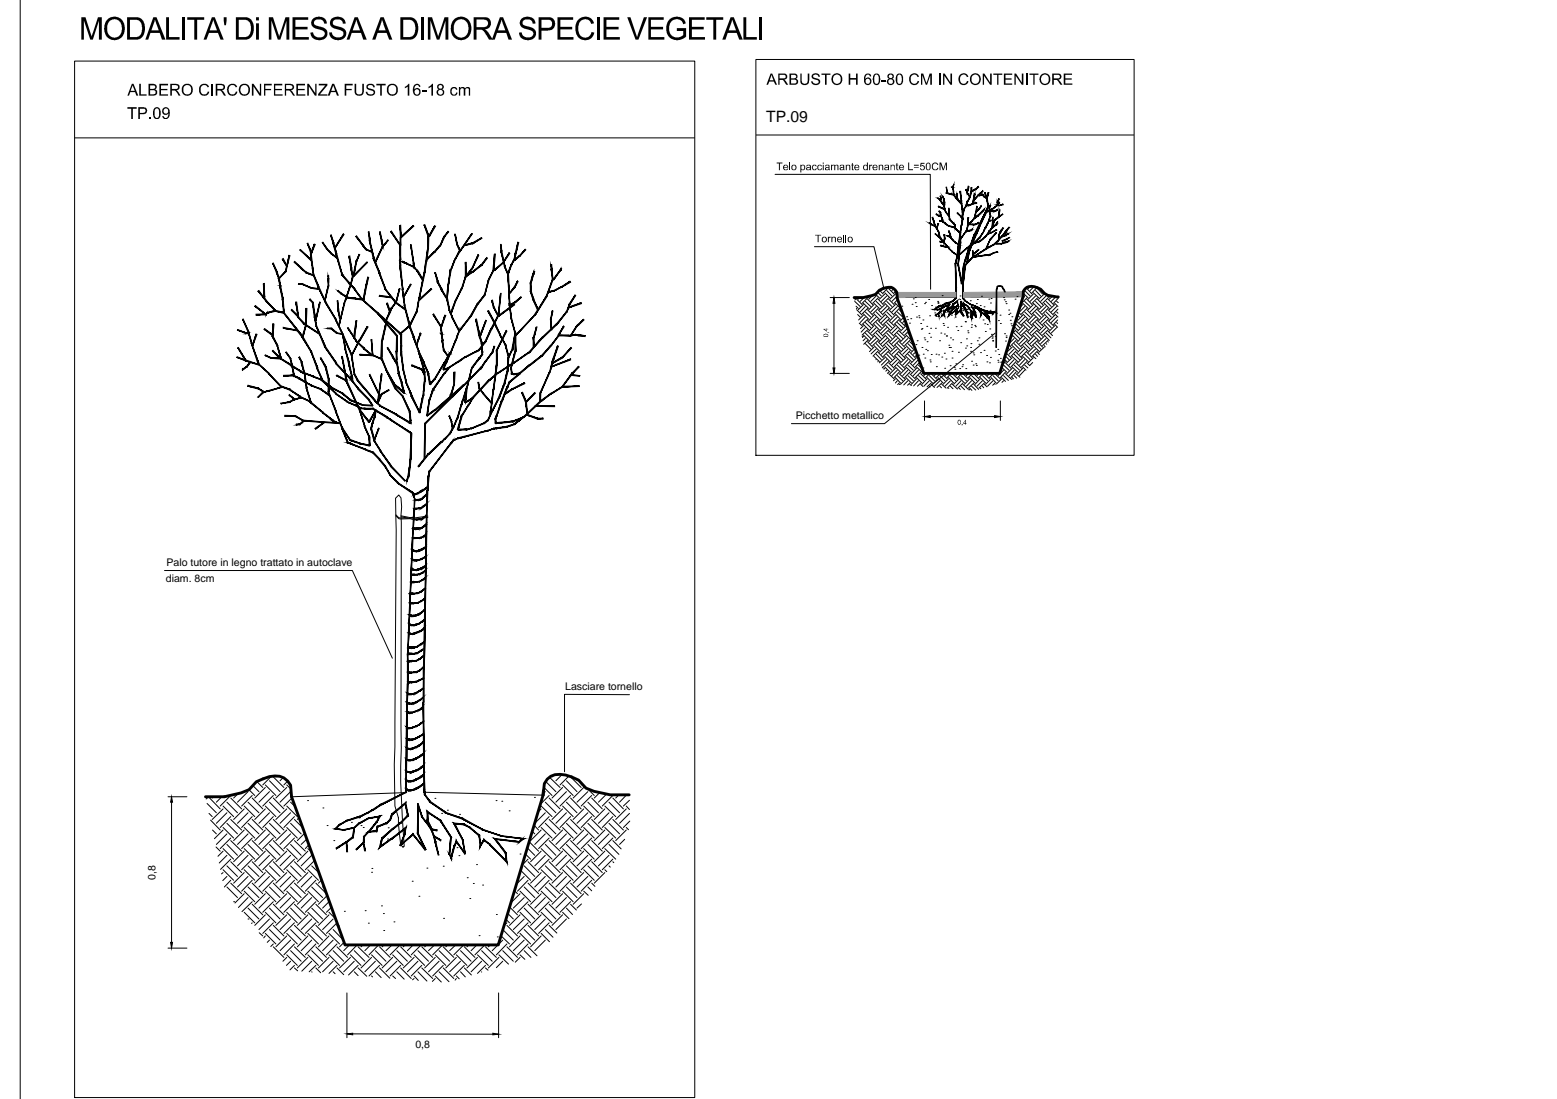 MODALITA' Di MESSA A DIMORA SPECIE VEGETALI
ALBERO CIRCONFERENZA FUSTO 16-18 cm
TP.09
Palo tutore in legno trattato in autoclave
diam. 8cm
Lasciare tornello
0,8
0,8
ARBUSTO H 60-80 CM IN CONTENITORE
TP.09
Telo pacciamante drenante L=50CM
Tornello
0,4
Picchetto metallico
0,4